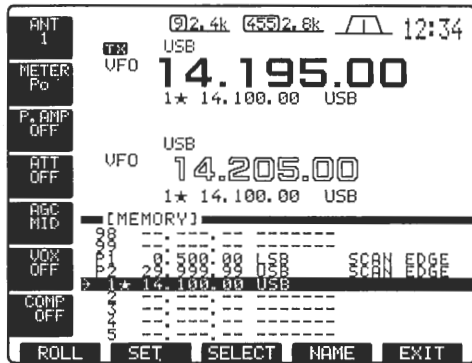 ANT 1
⑨2.4k 4552.8k 12:34
USB
TX
VFO 14.195.00
1★ 14.100.00 USB
METER Po
P.AMP OFF
USB
VFO 14.205.00
1★ 14.100.00 USB
ATT OFF
AGC MID
VOX OFF
COMP OFF
[MEMORY]
98 --.---.-- --------
99 --.---.-- --------
P1 0.500.00 LSB SCAN EDGE
P2 29.999.99 USB SCAN EDGE
1★ 14.100.00 USB
2 --.---.-- --------
3 --.---.-- --------
4 --.---.-- --------
5 --.---.-- --------
ROLL SET SELECT NAME EXIT